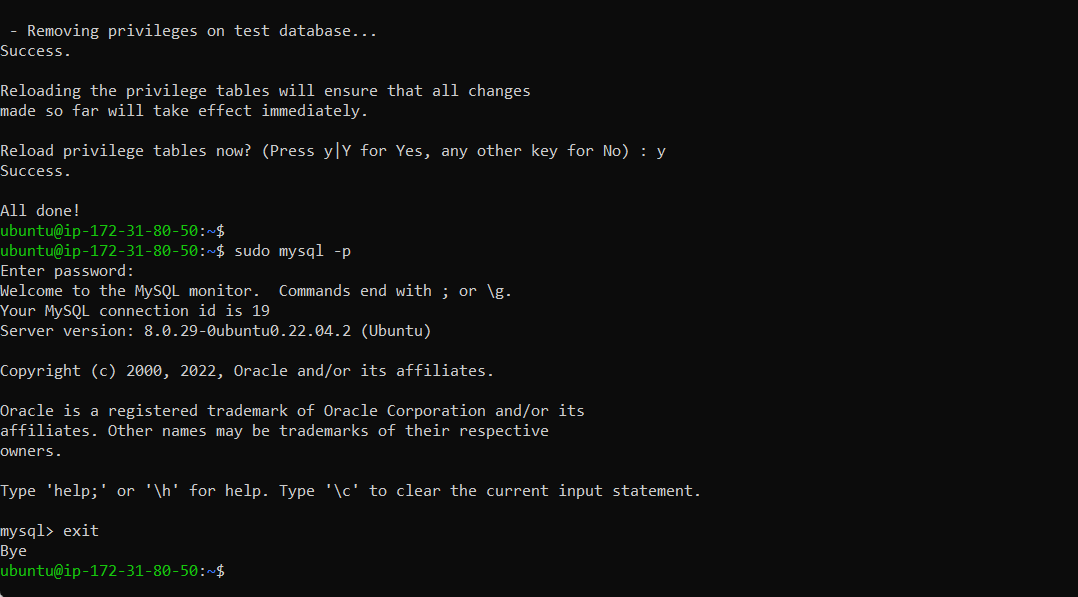 - Removing privileges on test database...
Success.
Reloading the privilege tables will ensure that all changes
made so far will take effect immediately.
Reload privilege tables now? (Press y|Y for Yes, any other key for No) : y
Success.
All done!
ubuntu@ip-172-31-80-50:~$
ubuntu@ip-172-31-80-50:~$ sudo mysql -p
Enter password:
Welcome to the MySQL monitor.  Commands end with ; or \g.
Your MySQL connection id is 19
Server version: 8.0.29-0ubuntu0.22.04.2 (Ubuntu)
Copyright (c) 2000, 2022, Oracle and/or its affiliates.
Oracle is a registered trademark of Oracle Corporation and/or its
affiliates. Other names may be trademarks of their respective
owners.
Type 'help;' or '\h' for help. Type '\c' to clear the current input statement.
mysql> exit
Bye
ubuntu@ip-172-31-80-50:~$